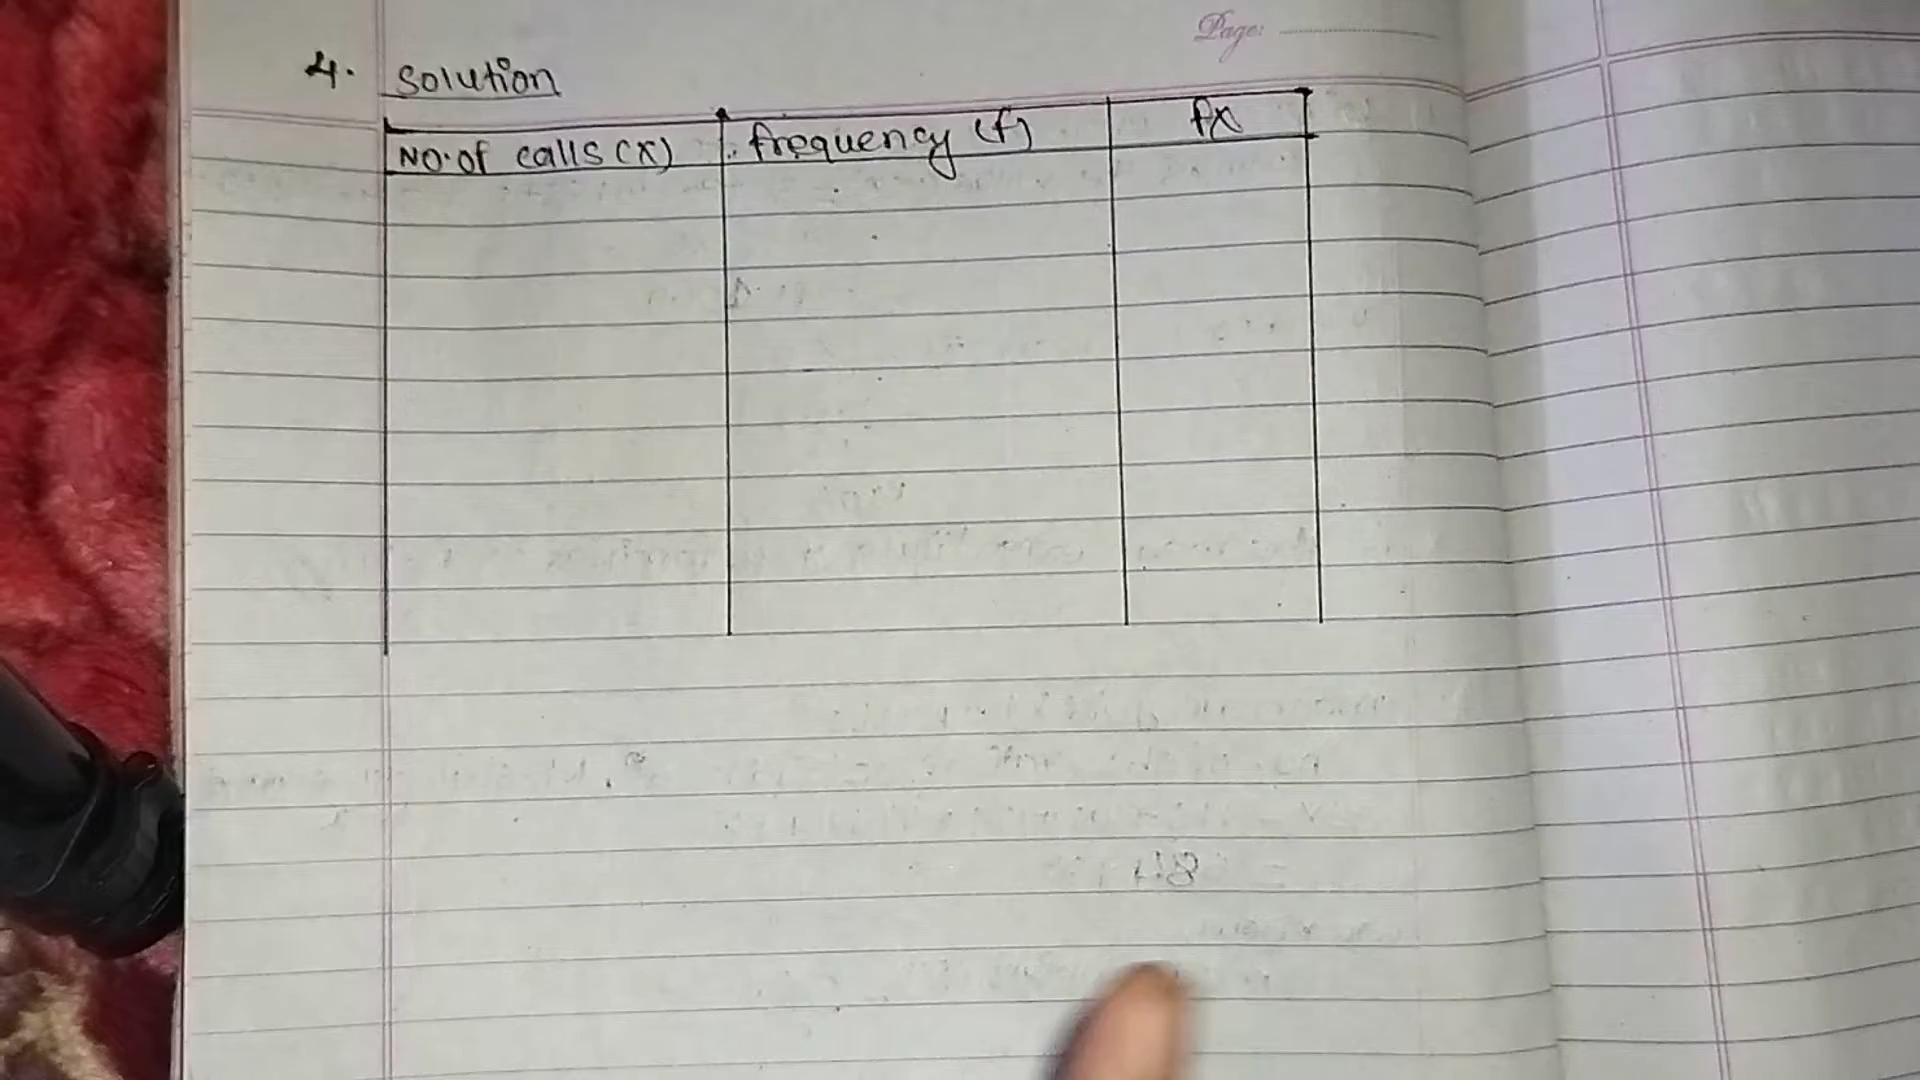 Page:
4. Solution
No. of calls (x) frequency (f) fx